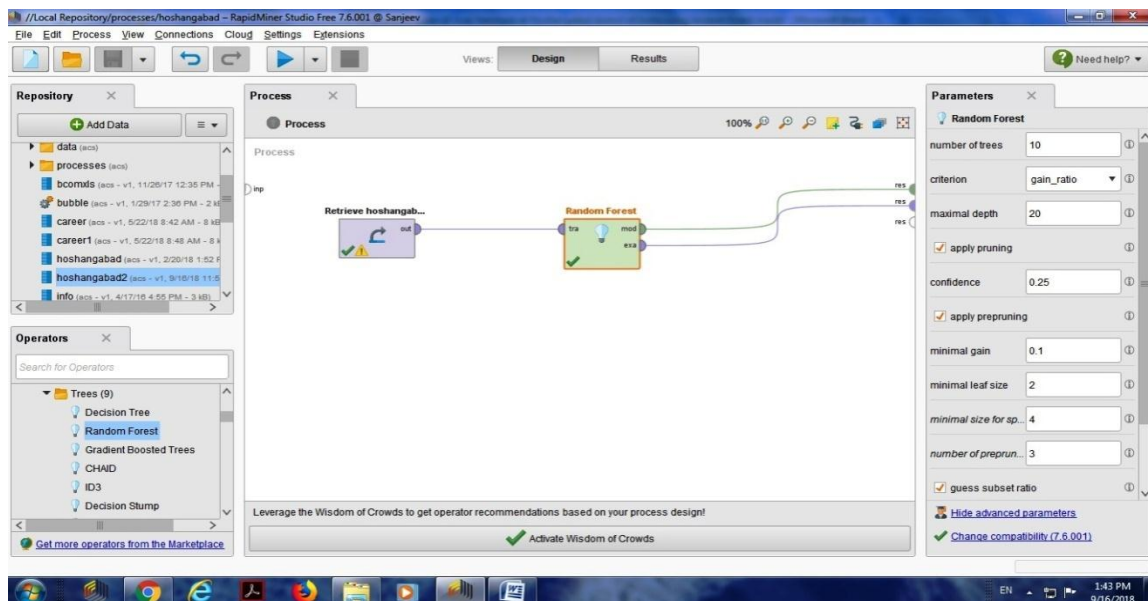 //Local Repository/processes/hoshangabad – RapidMiner Studio Free 7.6.001 @ Sanjeev
File Edit Process View Connections Cloud Settings Extensions
Views: Design Results Need help?
Repository
Add Data
data (acs)
processes (acs)
bcomxls (acs - v1, 11/26/17 12:35 PM -
bubble (acs - v1, 1/29/17 2:36 PM - 2 kB
career (acs - v1, 5/22/18 8:42 AM - 8 kB
career1 (acs - v1, 5/22/18 8:48 AM - 8 k
hoshangabad (acs - v1, 2/20/18 1:52 P
hoshangabad2 (acs - v1, 9/16/18 11:5
info (acs - v1, 4/17/16 4:55 PM - 3 kB)
Operators
Search for Operators
Trees (9)
Decision Tree
Random Forest
Gradient Boosted Trees
CHAID
ID3
Decision Stump
Get more operators from the Marketplace
Process
Process
100%
Process
inp
Retrieve hoshangab...
out
Random Forest
tra
mod
exa
res
res
res
Leverage the Wisdom of Crowds to get operator recommendations based on your process design!
Activate Wisdom of Crowds
Parameters
Random Forest
number of trees 10
criterion gain_ratio
maximal depth 20
apply pruning
confidence 0.25
apply prepruning
minimal gain 0.1
minimal leaf size 2
minimal size for sp... 4
number of preprun... 3
guess subset ratio
Hide advanced parameters
Change compatibility (7.6.001)
EN
1:43 PM
9/16/2018